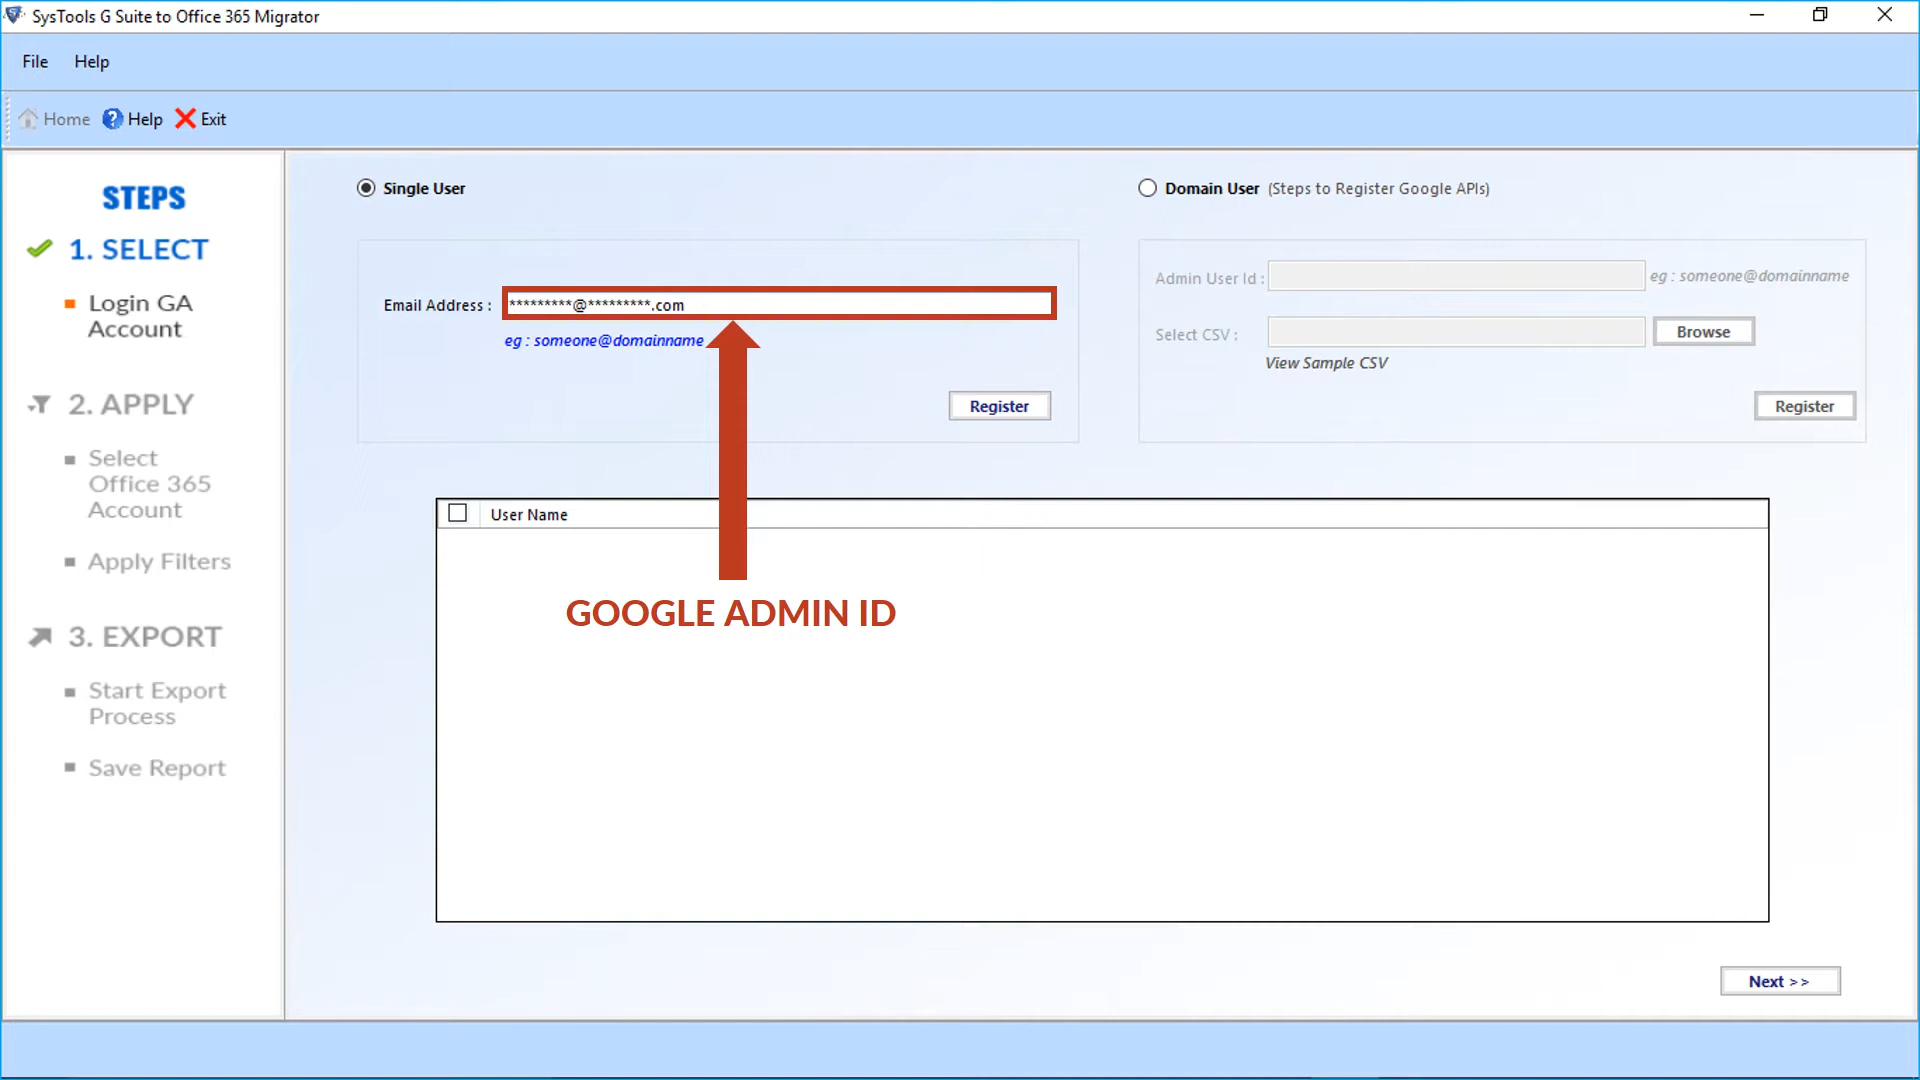 SysTools G Suite to Office 365 Migrator
File Help
Home Help Exit
STEPS
1. SELECT
Login GA
Account
2. APPLY
Select
Office 365
Account
Apply Filters
3. EXPORT
Start Export
Process
Save Report
Single User
Email Address : *********@*********.com
eg : someone@domainname
Register
Domain User (Steps to Register Google APIs)
Admin User Id : eg : someone@domainname
Select CSV : Browse
View Sample CSV
Register
User Name
GOOGLE ADMIN ID
Next >>